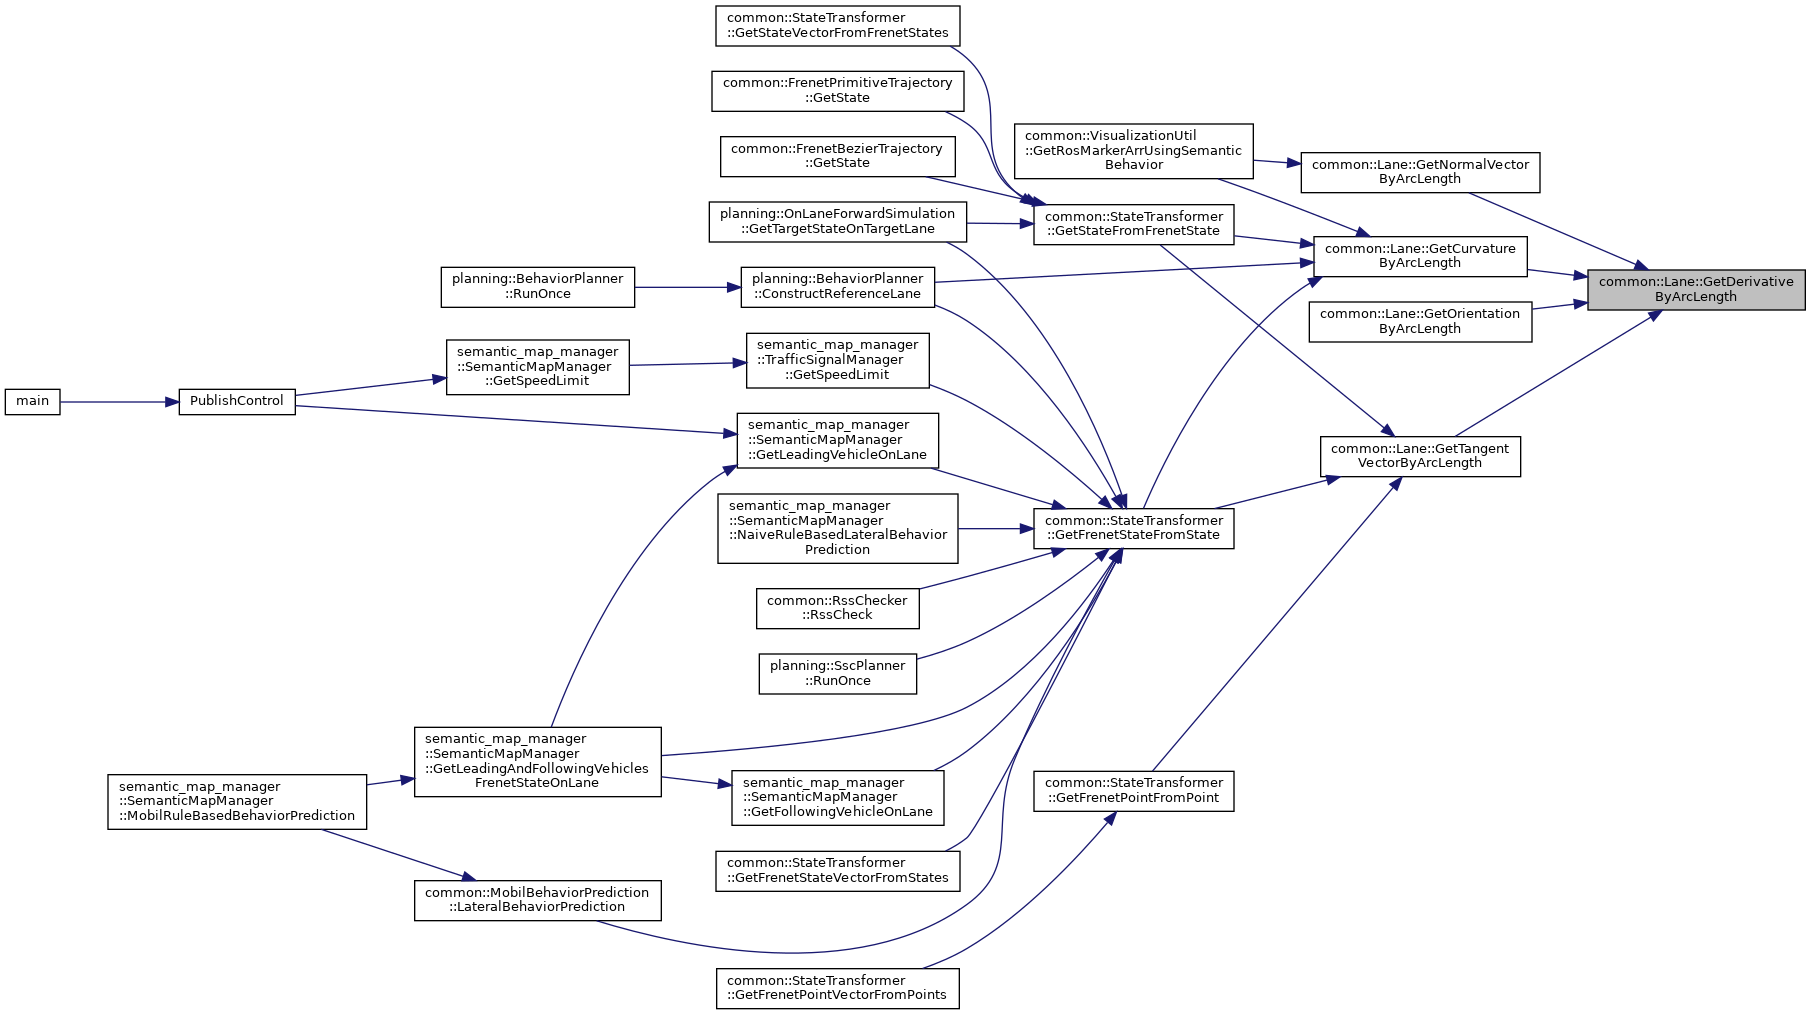 common::StateTransformer
::GetStateVectorFromFrenetStates
common::FrenetPrimitiveTrajectory
::GetState
common::VisualizationUtil
::GetRosMarkerArrUsingSemantic
Behavior
common::FrenetBezierTrajectory
::GetState
common::Lane::GetNormalVector
ByArcLength
planning::OnLaneForwardSimulation
::GetTargetStateOnTargetLane
common::StateTransformer
::GetStateFromFrenetState
common::Lane::GetCurvature
ByArcLength
planning::BehaviorPlanner
::RunOnce
planning::BehaviorPlanner
::ConstructReferenceLane
common::Lane::GetDerivative
ByArcLength
common::Lane::GetOrientation
ByArcLength
semantic_map_manager
::SemanticMapManager
::GetSpeedLimit
semantic_map_manager
::TrafficSignalManager
::GetSpeedLimit
main
PublishControl
semantic_map_manager
::SemanticMapManager
::GetLeadingVehicleOnLane
common::Lane::GetTangent
VectorByArcLength
semantic_map_manager
::SemanticMapManager
::NaiveRuleBasedLateralBehavior
Prediction
common::StateTransformer
::GetFrenetStateFromState
common::RssChecker
::RssCheck
planning::SscPlanner
::RunOnce
semantic_map_manager
::SemanticMapManager
::GetLeadingAndFollowingVehicles
FrenetStateOnLane
semantic_map_manager
::SemanticMapManager
::MobilRuleBasedBehaviorPrediction
semantic_map_manager
::SemanticMapManager
::GetFollowingVehicleOnLane
common::StateTransformer
::GetFrenetPointFromPoint
common::StateTransformer
::GetFrenetStateVectorFromStates
common::MobilBehaviorPrediction
::LateralBehaviorPrediction
common::StateTransformer
::GetFrenetPointVectorFromPoints